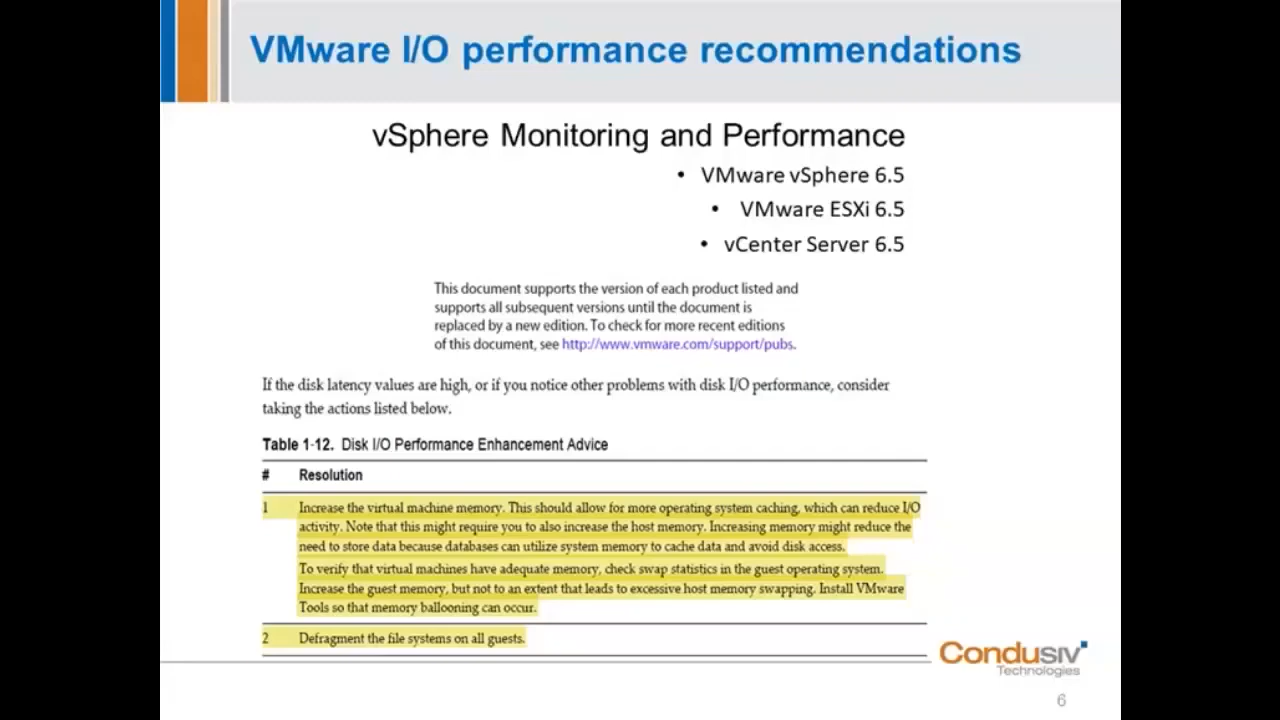 VMware I/O performance recommendations
vSphere Monitoring and Performance
• VMware vSphere 6.5
• VMware ESXi 6.5
• vCenter Server 6.5
This document supports the version of each product listed and
supports all subsequent versions until the document is
replaced by a new edition. To check for more recent editions
of this document, see http://www.vmware.com/support/pubs.
If the disk latency values are high, or if you notice other problems with disk I/O performance, consider
taking the actions listed below.
Table 1-12. Disk I/O Performance Enhancement Advice
# Resolution
1 Increase the virtual machine memory. This should allow for more operating system caching, which can reduce I/O
activity. Note that this might require you to also increase the host memory. Increasing memory might reduce the
need to store data because databases can utilize system memory to cache data and avoid disk access.
To verify that virtual machines have adequate memory, check swap statistics in the guest operating system.
Increase the guest memory, but not to an extent that leads to excessive host memory swapping. Install VMware
Tools so that memory ballooning can occur.
2 Defragment the file systems on all guests.
Condusiv
Technologies
6